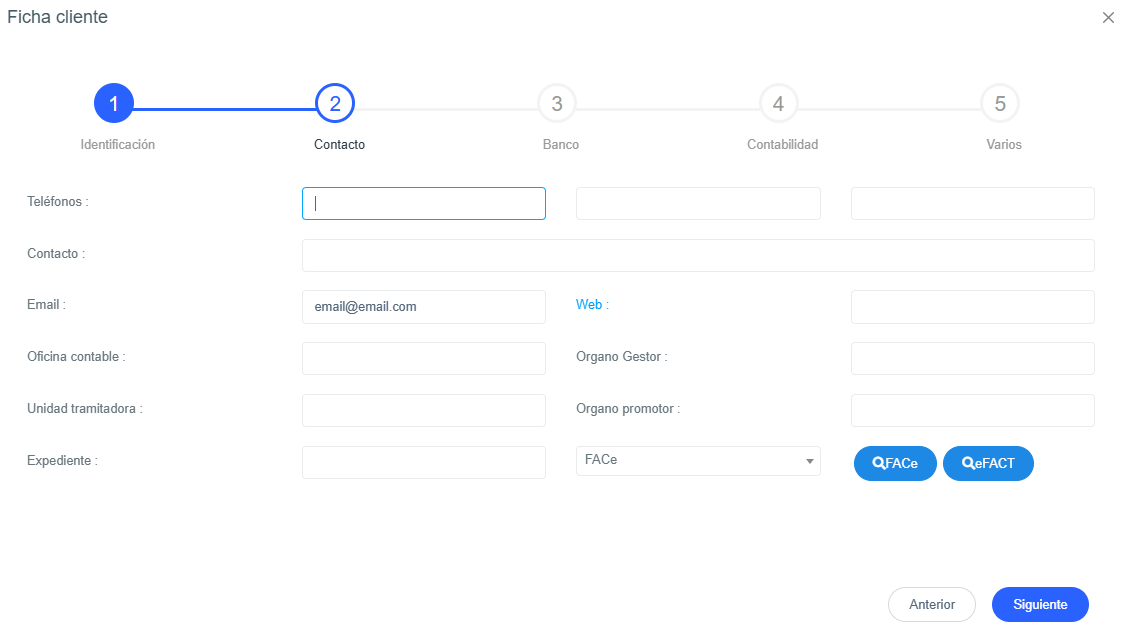 Ficha cliente
1 2 3 4 5
Identificación Contacto Banco Contabilidad Varios
Teléfonos :
Contacto :
Email : email@email.com Web :
Oficina contable : Organo Gestor :
Unidad tramitadora : Organo promotor :
Expediente : FACe FACe eFACT
Anterior Siguiente